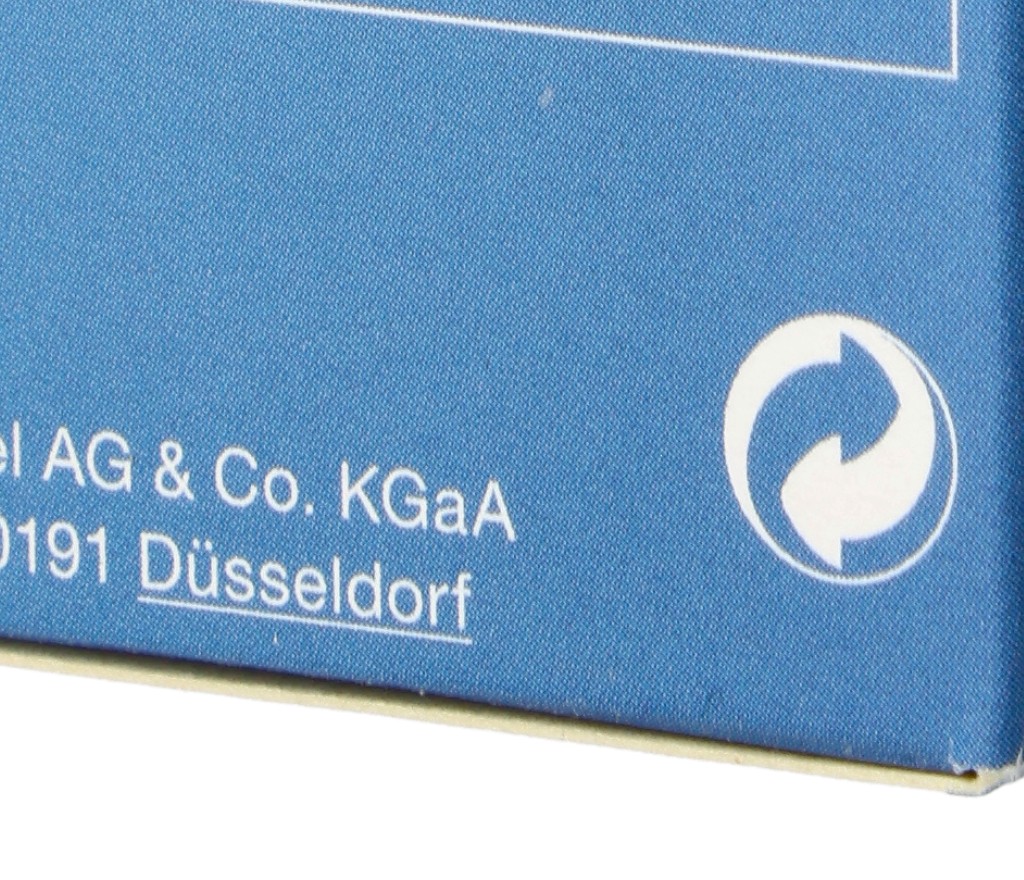 el AG & Co. KGaA
0191 Düsseldorf